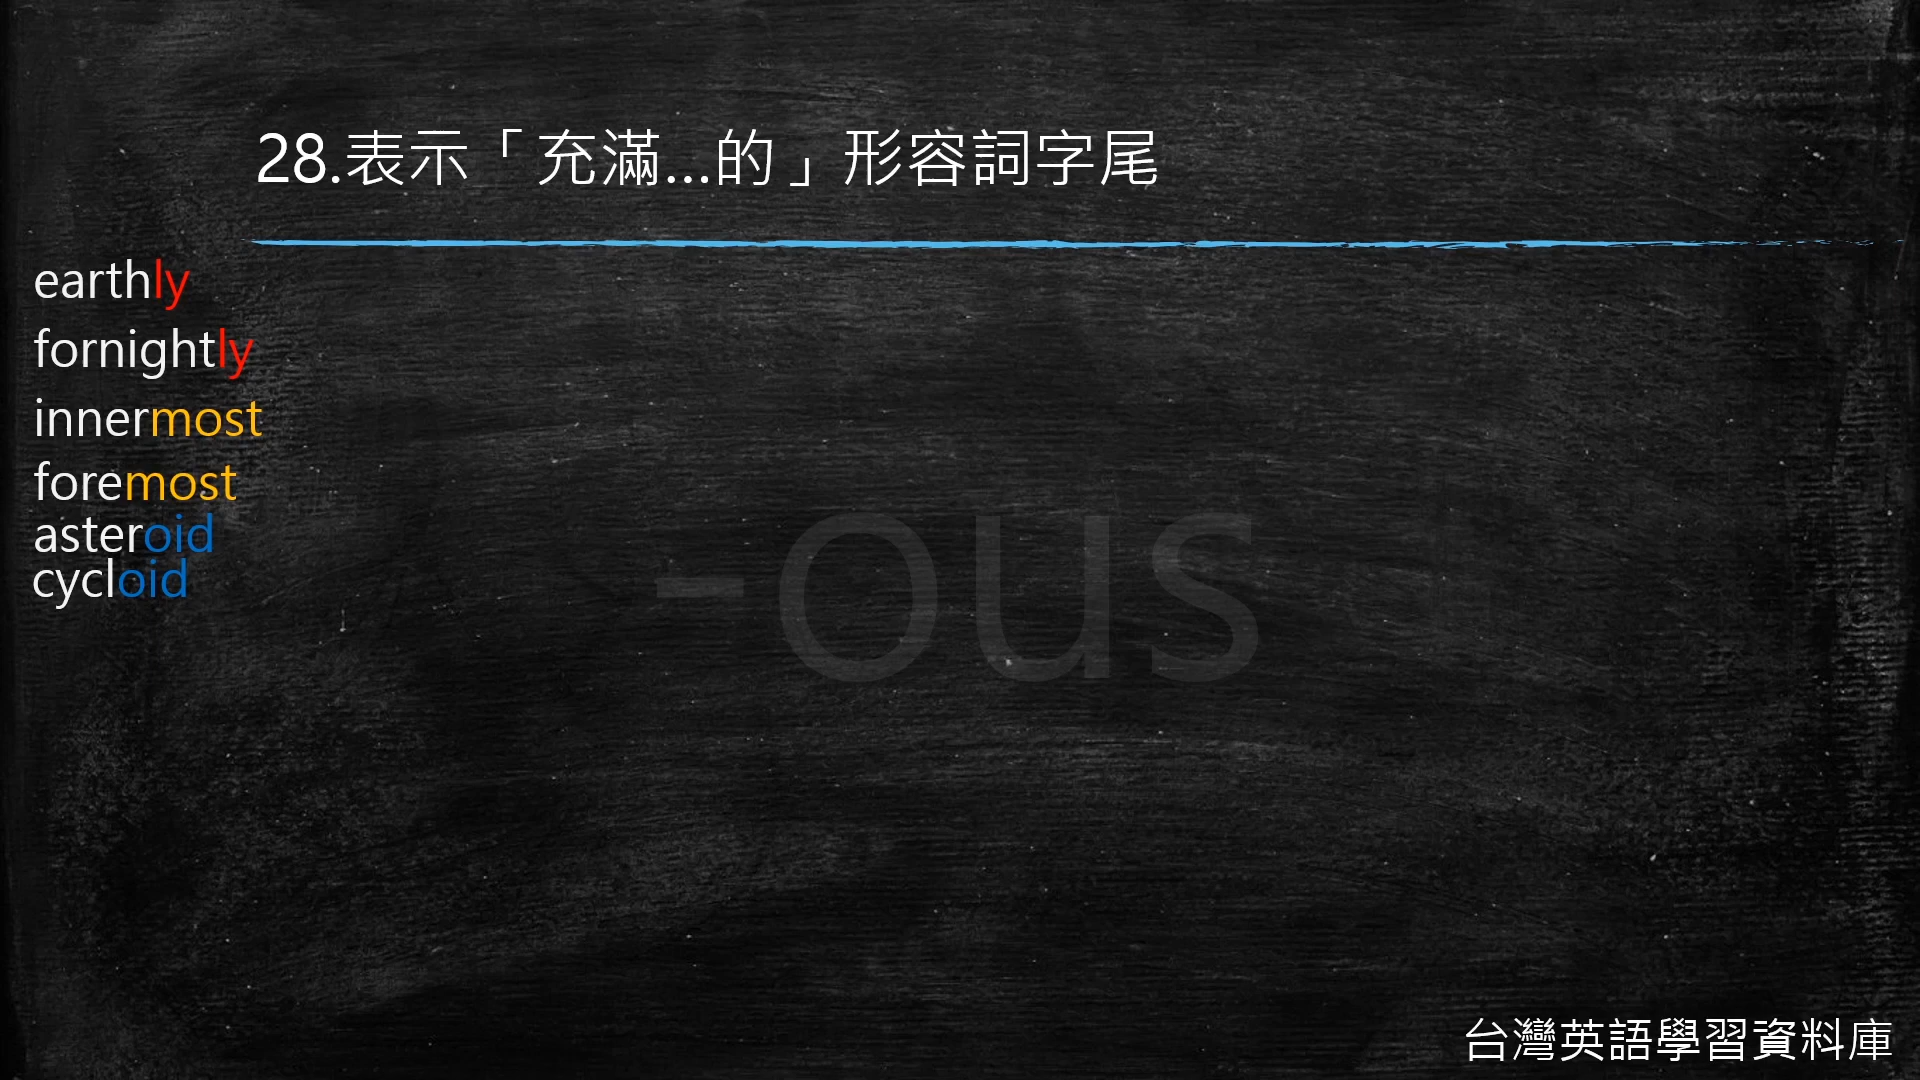 28.表示「充滿...的」形容詞字尾
earthly
fornightly
innermost
foremost
asteroid
cycloid
-ous
台灣英語學習資料庫